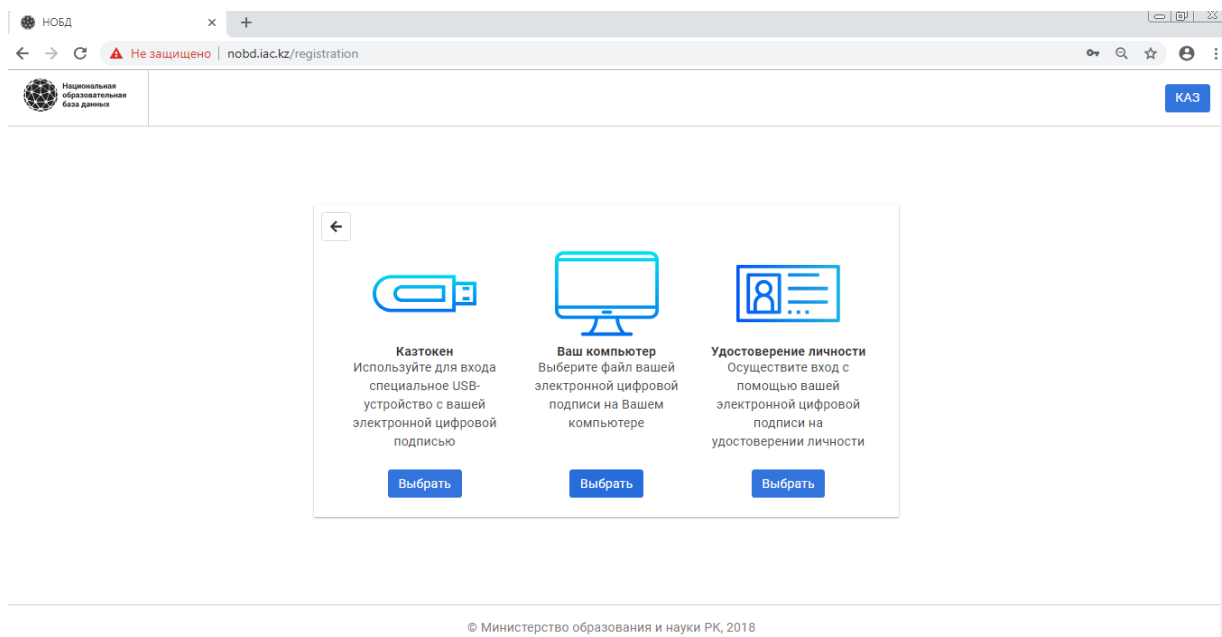 НОБД
Не защищено | nobd.iac.kz/registration
Национальная
образовательная
база данных
КАЗ
Казтокен
Используйте для входа
специальное USB-
устройство с вашей
электронной цифровой
подписью
Выбрать
Ваш компьютер
Выберите файл вашей
электронной цифровой
подписи на Вашем
компьютере
Выбрать
Удостоверение личности
Осуществите вход с
помощью вашей
электронной цифровой
подписи на
удостоверении личности
Выбрать
© Министерство образования и науки РК, 2018